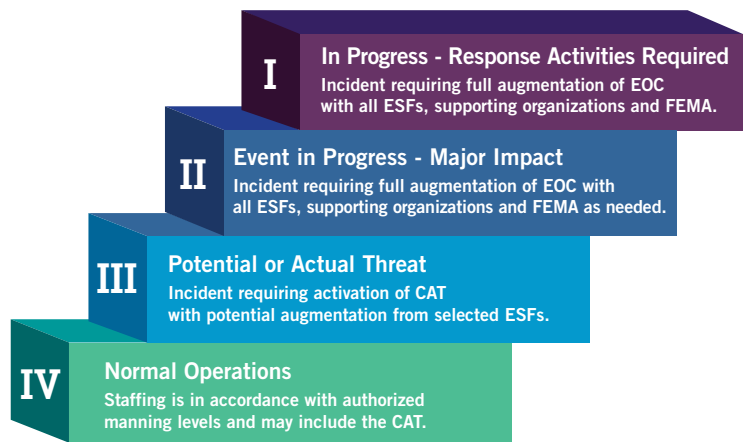 I
In Progress - Response Activities Required
Incident requiring full augmentation of EOC
with all ESFs, supporting organizations and FEMA.
II
Event in Progress - Major Impact
Incident requiring full augmentation of EOC with
all ESFs, supporting organizations and FEMA as needed.
III
Potential or Actual Threat
Incident requiring activation of CAT
with potential augmentation from selected ESFs.
IV
Normal Operations
Staffing is in accordance with authorized
manning levels and may include the CAT.